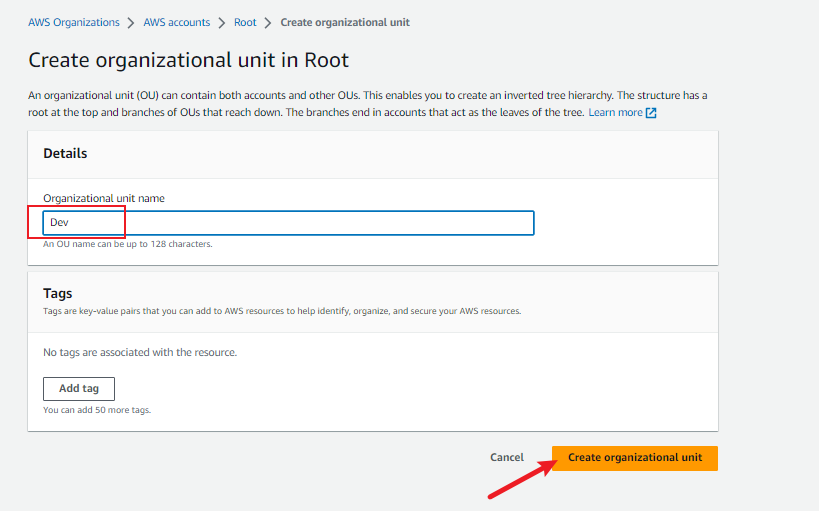 AWS Organizations > AWS accounts > Root > Create organizational unit
Create organizational unit in Root
An organizational unit (OU) can contain both accounts and other OUs. This enables you to create an inverted tree hierarchy. The structure has a
root at the top and branches of OUs that reach down. The branches end in accounts that act as the leaves of the tree. Learn more
Details
Organizational unit name
Dev
An OU name can be up to 128 characters.
Tags
Tags are key-value pairs that you can add to AWS resources to help identify, organize, and secure your AWS resources.
No tags are associated with the resource.
Add tag
You can add 50 more tags.
Cancel Create organizational unit